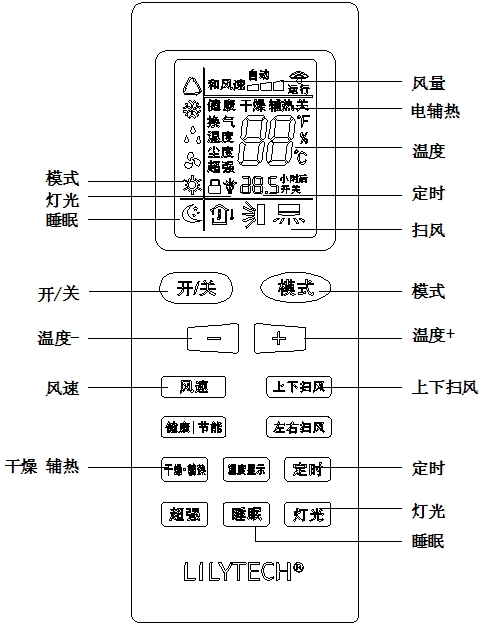 自动
和风速 运行
健康 干燥 辅热 关
换气 °F
湿度 %
尘度 °C
超强 88
88.5 小时后
开关
风量
电辅热
温度
定时
扫风
模式
灯光
睡眠
开/关 模式
开/关 模式
温度- − + 温度+
风速 风速 上下扫风 上下扫风
健康|节能 左右扫风
干燥 辅热 干燥·辅热 温度显示 定时 定时
超强 睡眠 灯光 灯光
睡眠
LILYTECH®